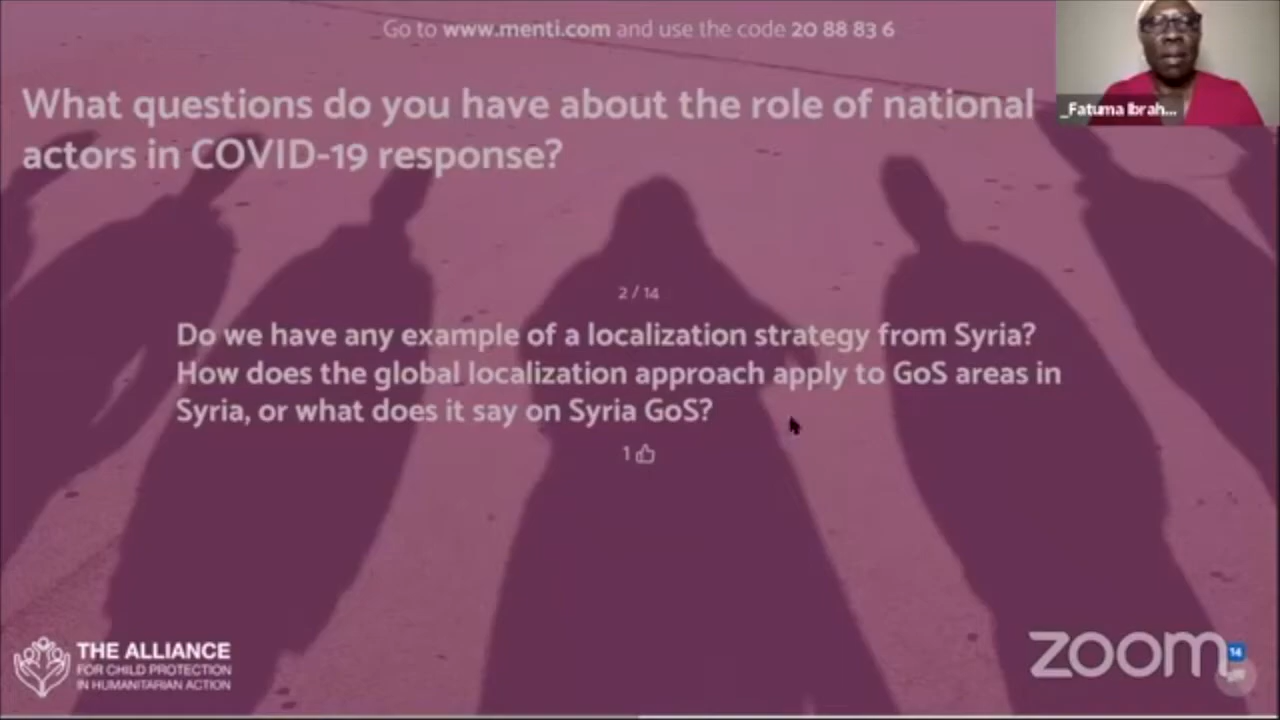 Go to www.menti.com and use the code 20 88 83 6
_Fatuma Ibrah...
What questions do you have about the role of national
actors in COVID-19 response?
2 / 14
Do we have any example of a localization strategy from Syria?
How does the global localization approach apply to GoS areas in
Syria, or what does it say on Syria GoS?
1
THE ALLIANCE
FOR CHILD PROTECTION
IN HUMANITARIAN ACTION
zoom
14